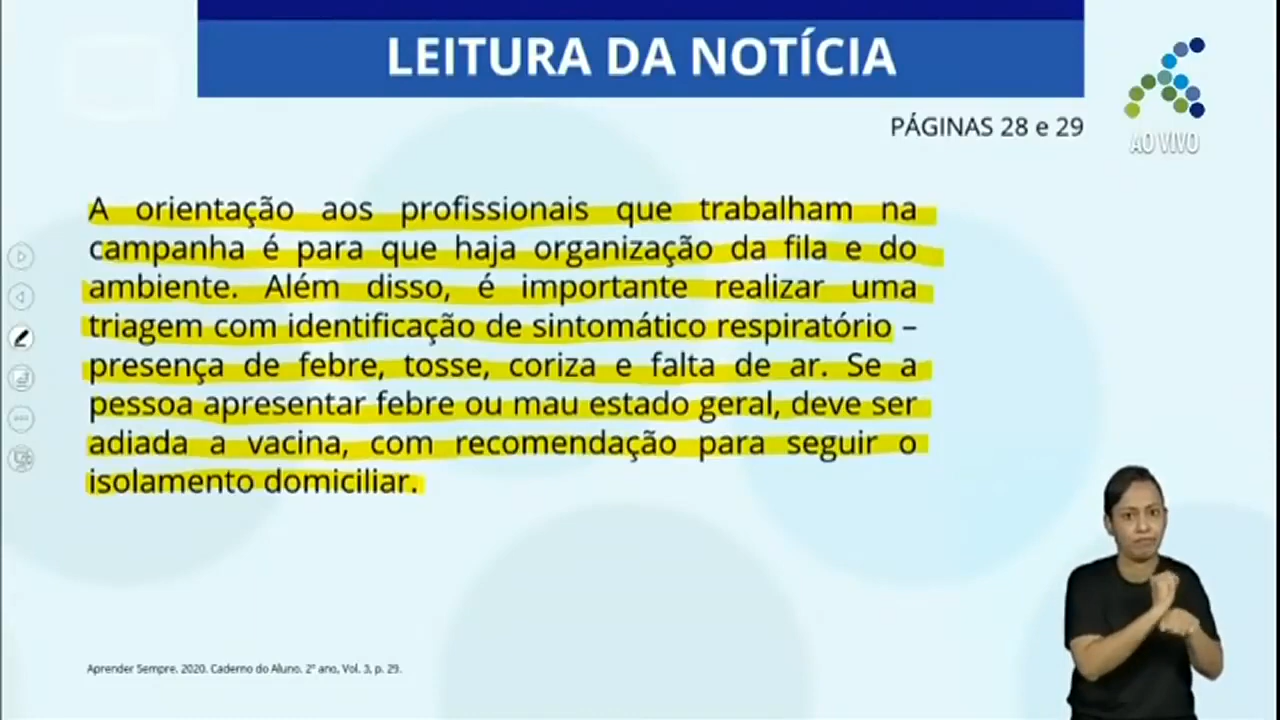 LEITURA DA NOTÍCIA
PÁGINAS 28 e 29
AO VIVO
A orientação aos profissionais que trabalham na
campanha é para que haja organização da fila e do
ambiente. Além disso, é importante realizar uma
triagem com identificação de sintomático respiratório –
presença de febre, tosse, coriza e falta de ar. Se a
pessoa apresentar febre ou mau estado geral, deve ser
adiada a vacina, com recomendação para seguir o
isolamento domiciliar.
Aprender Sempre. 2020. Caderno do Aluno. 2º ano, Vol. 3, p. 29.